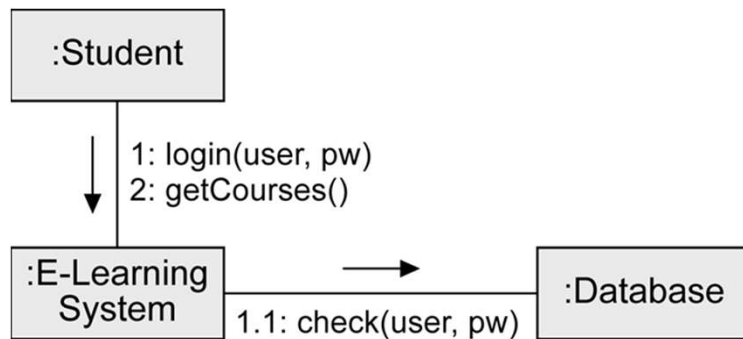 :Student
1: login(user, pw)
2: getCourses()
:E-Learning
System
:Database
1.1: check(user, pw)